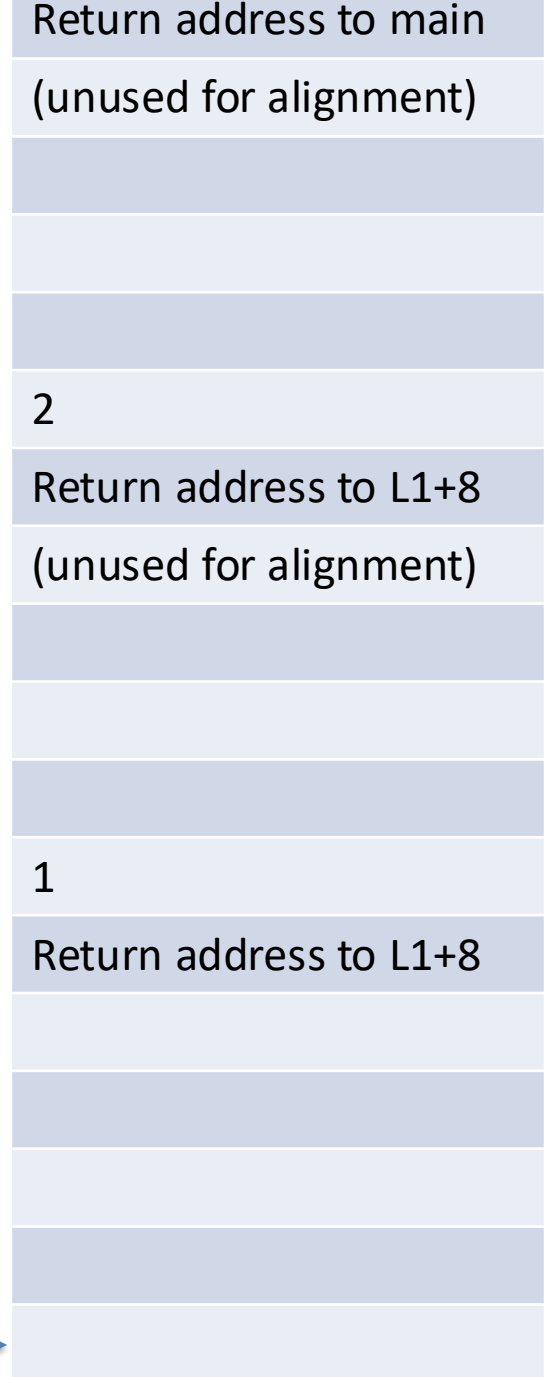 Return address to main
(unused for alignment)
2
Return address to L1+8
(unused for alignment)
1
Return address to L1+8